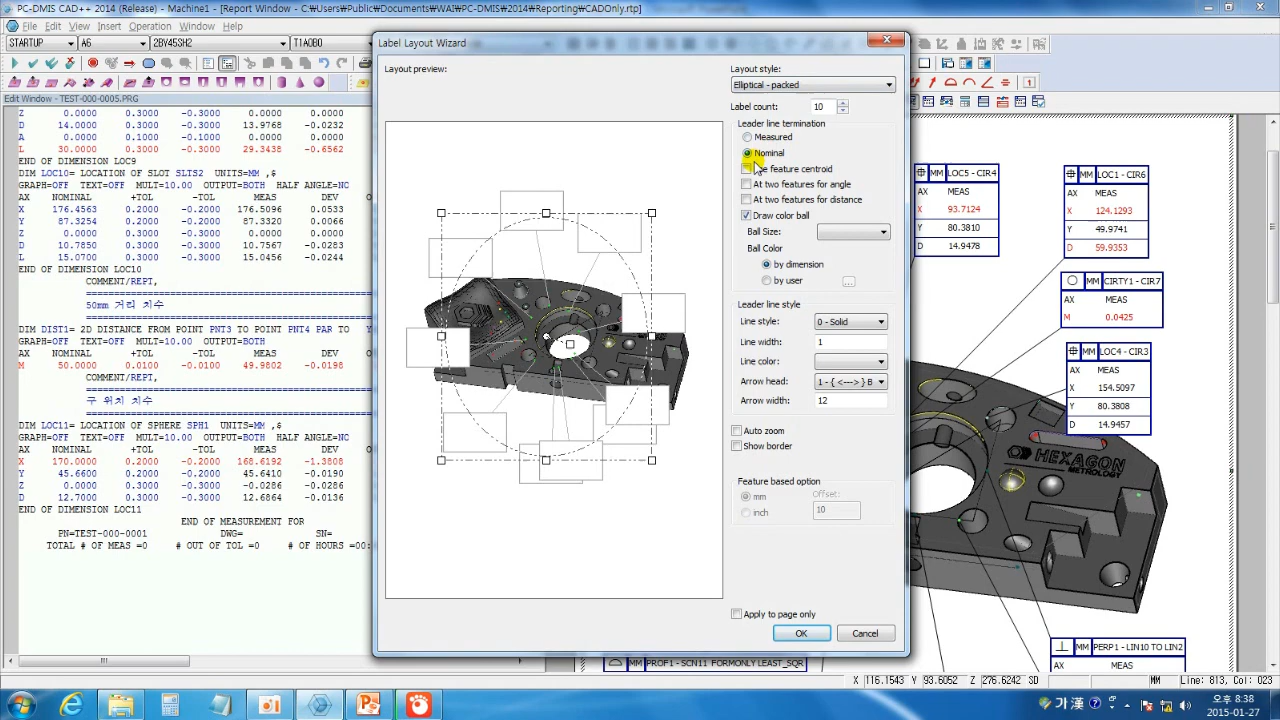 PC-DMIS CAD++ 2014 (Release) - Machine1 - [Report Window - C:₩Users₩Public₩Documents₩WAI₩PC-DMIS₩2014₩Reporting₩CADOnly.rtp]
File Edit View Insert Operation Window Help
STARTUP A6 2BY45SH2 T1A0B0
Edit Window - TEST-000-0005.PRG
Z 0.0000 0.3000 -0.3000 0.0000 0.0000
D 14.0000 0.3000 -0.3000 13.9768 -0.0232
A 0.0000 0.1000 -0.1000 0.0000 0.0000
L 30.0000 0.3000 -0.3000 29.3438 -0.6562
END OF DIMENSION LOC9
DIM LOC10= LOCATION OF SLOT SLTS2 UNITS=MM ,$
GRAPH=OFF TEXT=OFF MULT=10.00 OUTPUT=BOTH HALF ANGLE=NO
AX NOMINAL +TOL -TOL MEAS DEV
X 176.4563 0.2000 -0.2000 176.5096 0.0533
Y 87.3254 0.2000 -0.2000 87.3320 0.0066
Z 0.0000 0.3000 -0.3000 0.0000 0.0000
D 10.7850 0.3000 -0.3000 10.7567 -0.0283
L 15.0700 0.3000 -0.3000 15.0446 -0.0254
END OF DIMENSION LOC10
COMMENT/REPT,
50mm 거리 치수
DIM DIST1= 2D DISTANCE FROM POINT PNT3 TO POINT PNT4 PAR TO Y
GRAPH=OFF TEXT=OFF MULT=10.00 OUTPUT=BOTH
AX NOMINAL +TOL -TOL MEAS DEV
M 50.0000 0.0100 -0.0100 49.9802 -0.0198
COMMENT/REPT,
구 위치 치수
DIM LOC11= LOCATION OF SPHERE SPH1 UNITS=MM ,$
GRAPH=OFF TEXT=OFF MULT=10.00 OUTPUT=BOTH HALF ANGLE=NO
AX NOMINAL +TOL -TOL MEAS DEV
X 170.0000 0.2000 -0.2000 168.6192 -1.3808
Y 45.6600 0.2000 -0.2000 45.6410 -0.0190
Z 0.0000 0.3000 -0.3000 -0.0286 -0.0286
D 12.7000 0.3000 -0.3000 12.6864 -0.0136
END OF DIMENSION LOC11
END OF MEASUREMENT FOR
PN=TEST-000-0001 DWG= SN=
TOTAL # OF MEAS =0 # OUT OF TOL =0 # OF HOURS =00:
Label Layout Wizard
Layout preview:
Layout style:
Elliptical - packed
Label count: 10
Leader line termination
Measured
Nominal
feature centroid
At two features for angle
At two features for distance
Draw color ball
Ball Size:
Ball Color
by dimension
by user ...
Leader line style
Line style: 0 - Solid
Line width: 1
Line color:
Arrow head: 1 - { <---> } B
Arrow width: 12
Auto zoom
Show border
Feature based option
mm Offset:
inch 10
Apply to page only
OK Cancel
MM LOC5 - CIR4
AX MEAS
X 93.7124
Y 80.3810
D 14.9478
MM LOC1 - CIR6
AX MEAS
X 124.1293
Y 49.9741
D 59.9353
MM CIRTY1 - CIR7
AX MEAS
M 0.0425
MM LOC4 - CIR3
AX MEAS
X 154.5097
Y 80.3808
D 14.9457
HEXAGON
METROLOGY
MM PERP1 - LIN10 TO LIN2
AX MEAS
MM PROF1 - SCN11 FORMONLY LEAST_SQR
X 116.1543 Y 93.6052 Z 276.6242 SD MM Line: 813, Col: 023
가 漢
오후 8:38
2015-01-27